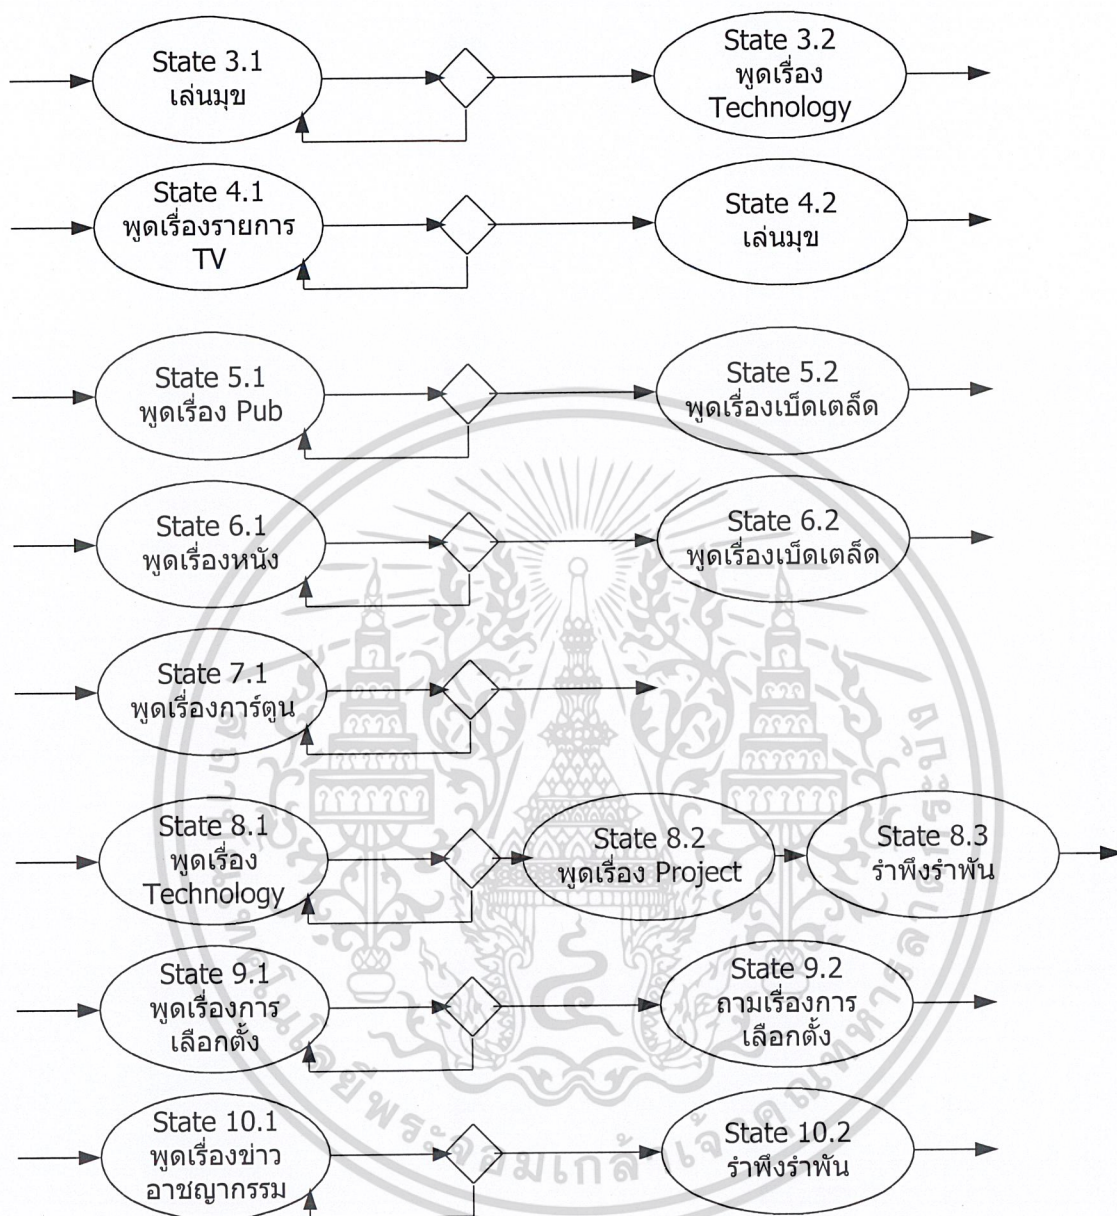 State 3.1
เล่นมุข
State 3.2
พูดเรื่อง
Technology
State 4.1
พูดเรื่องรายการ
TV
State 4.2
เล่นมุข
State 5.1
พูดเรื่อง Pub
State 5.2
พูดเรื่องเบ็ดเตล็ด
State 6.1
พูดเรื่องหนัง
State 6.2
พูดเรื่องเบ็ดเตล็ด
State 7.1
พูดเรื่องการ์ตูน
State 8.1
พูดเรื่อง
Technology
State 8.2
พูดเรื่อง Project
State 8.3
รำพึงรำพัน
State 9.1
พูดเรื่องการ
เลือกตั้ง
State 9.2
ถามเรื่องการ
เลือกตั้ง
State 10.1
พูดเรื่องข่าว
อาชญากรรม
State 10.2
รำพึงรำพัน